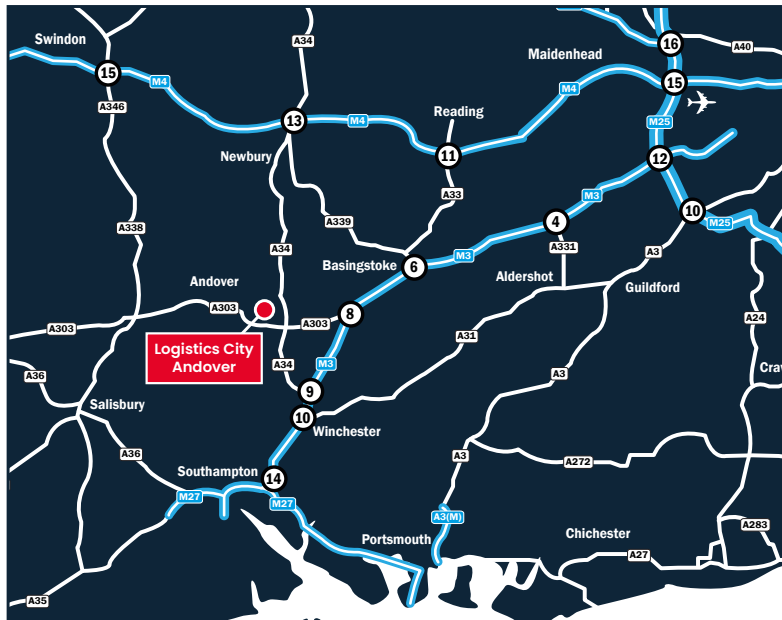 16
A40
A34
Swindon
Maidenhead
15
15
M4
M4
A346
Reading
13
M4
M25
Newbury
11
12
A33
M3
10
4
M25
A338
A339
A34
A331
A3
M3
Basingstoke
6
Andover
Aldershot
Guildford
A303
8
A303
A303
A24
A31
Logistics City
Andover
M3
A34
Cra
A36
A3
9
Salisbury
10
Winchester
A36
A3
A272
Southampton
14
M27
M27
A3(M)
A283
Portsmouth
Chichester
A27
A35